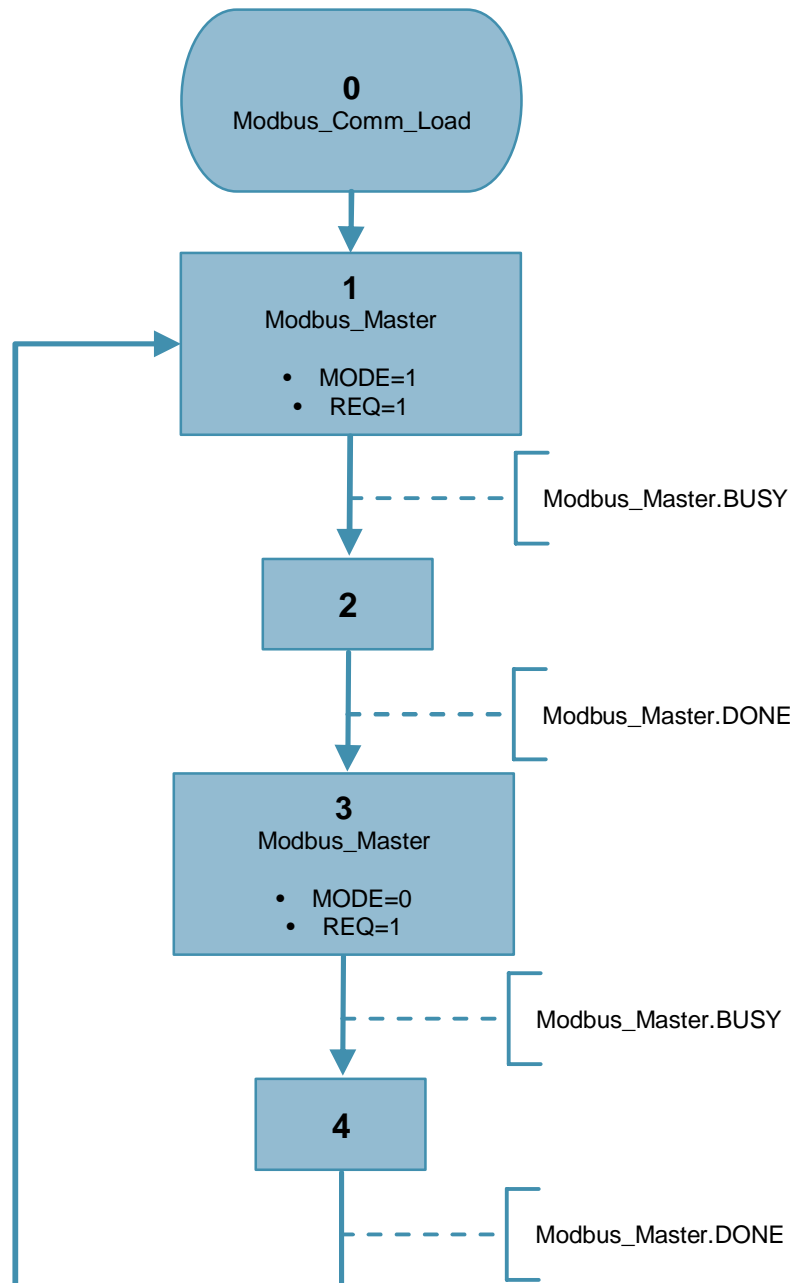 0
Modbus_Comm_Load
1
Modbus_Master
• MODE=1
• REQ=1
Modbus_Master.BUSY
2
Modbus_Master.DONE
3
Modbus_Master
• MODE=0
• REQ=1
Modbus_Master.BUSY
4
Modbus_Master.DONE